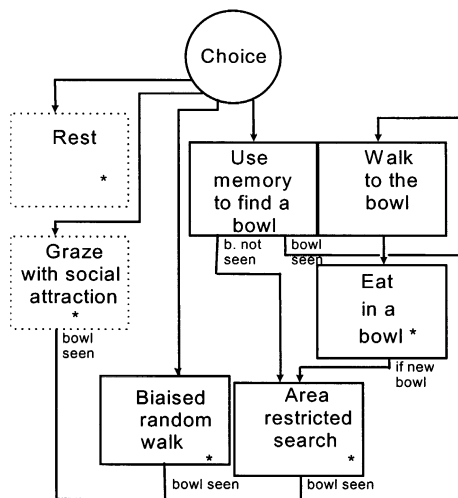 Choice
Rest
*
Use
memory
to find a
bowl
Walk
to the
bowl
b. not
seen
bowl
seen
Graze
with social
attraction
*
bowl
seen
Eat
in a
bowl *
if new
bowl
Biaised
random
walk
*
Area
restricted
search
*
bowl seen
bowl seen